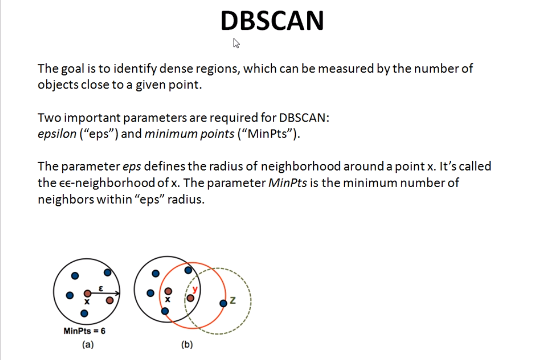 DBSCAN
The goal is to identify dense regions, which can be measured by the number of
objects close to a given point.
Two important parameters are required for DBSCAN:
epsilon (“eps”) and minimum points (“MinPts”).
The parameter eps defines the radius of neighborhood around a point x. It’s called
the ϵϵ-neighborhood of x. The parameter MinPts is the minimum number of
neighbors within “eps” radius.
ε
x
x
y
z
MinPts = 6
(a)
(b)